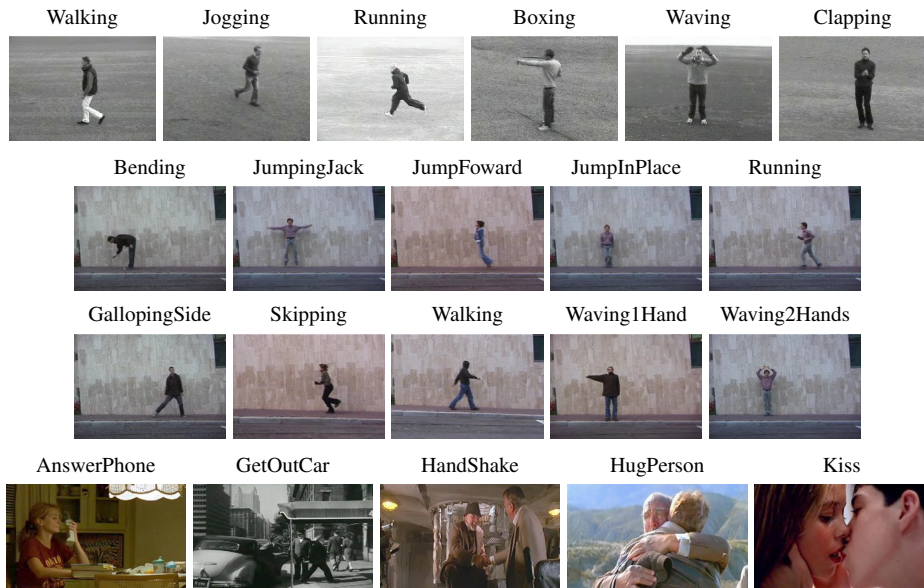 Walking Jogging Running Boxing Waving Clapping
Bending JumpingJack JumpFoward JumpInPlace Running
GallopingSide Skipping Walking Waving1Hand Waving2Hands
AnswerPhone GetOutCar HandShake HugPerson Kiss